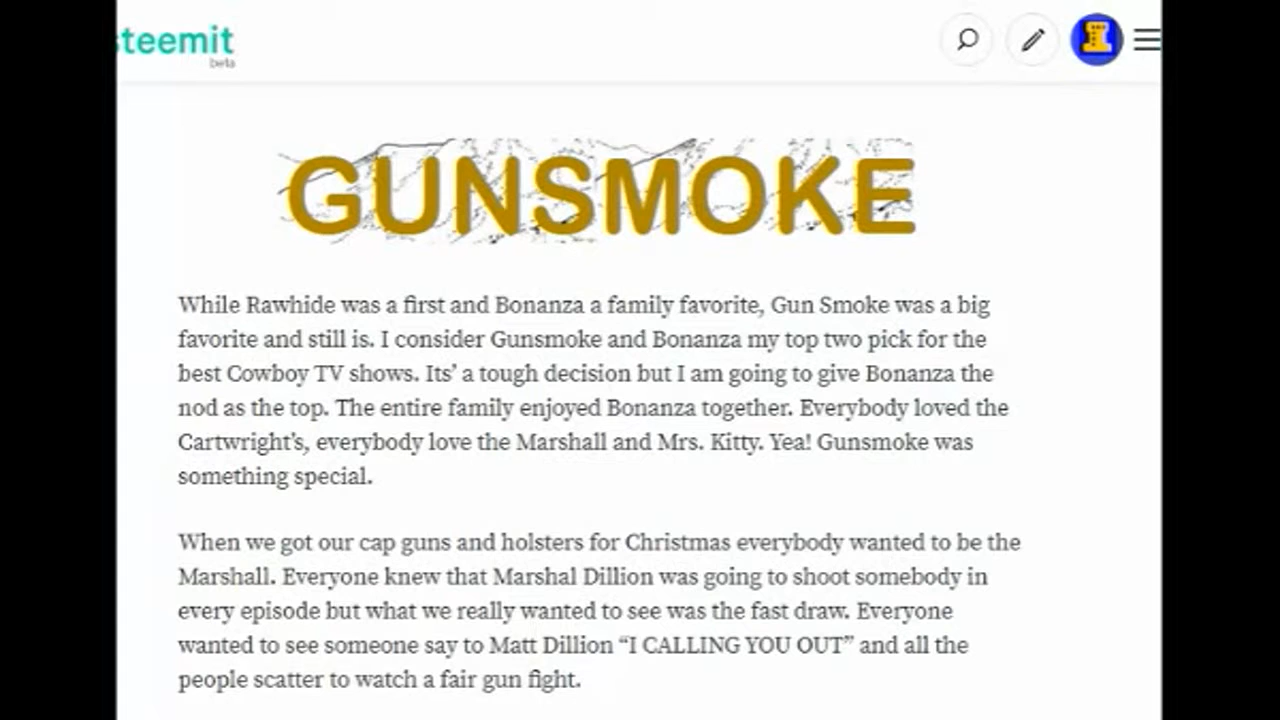 steemit
beta
GUNSMOKE
While Rawhide was a first and Bonanza a family favorite, Gun Smoke was a big
favorite and still is. I consider Gunsmoke and Bonanza my top two pick for the
best Cowboy TV shows. Its’ a tough decision but I am going to give Bonanza the
nod as the top. The entire family enjoyed Bonanza together. Everybody loved the
Cartwright’s, everybody love the Marshall and Mrs. Kitty. Yea! Gunsmoke was
something special.
When we got our cap guns and holsters for Christmas everybody wanted to be the
Marshall. Everyone knew that Marshal Dillion was going to shoot somebody in
every episode but what we really wanted to see was the fast draw. Everyone
wanted to see someone say to Matt Dillion “I CALLING YOU OUT” and all the
people scatter to watch a fair gun fight.